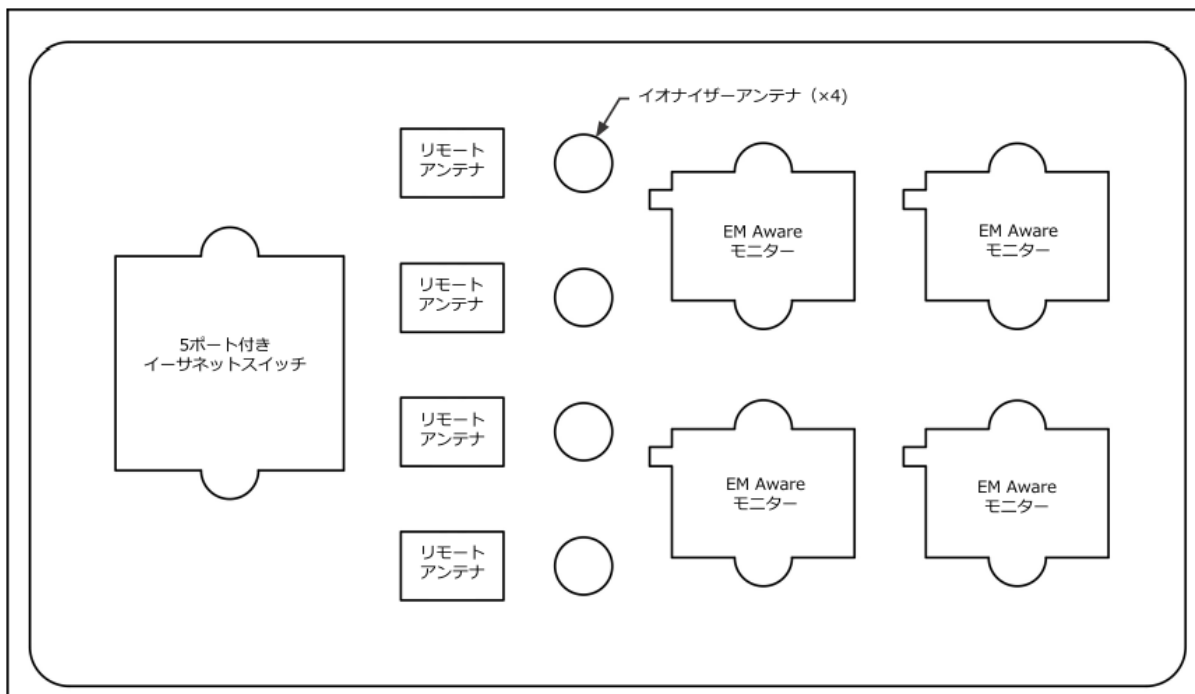 イオナイザーアンテナ（×4)
リモート
アンテナ
EM Aware
モニター
EM Aware
モニター
リモート
アンテナ
5ポート付き
イーサネットスイッチ
リモート
アンテナ
EM Aware
モニター
EM Aware
モニター
リモート
アンテナ